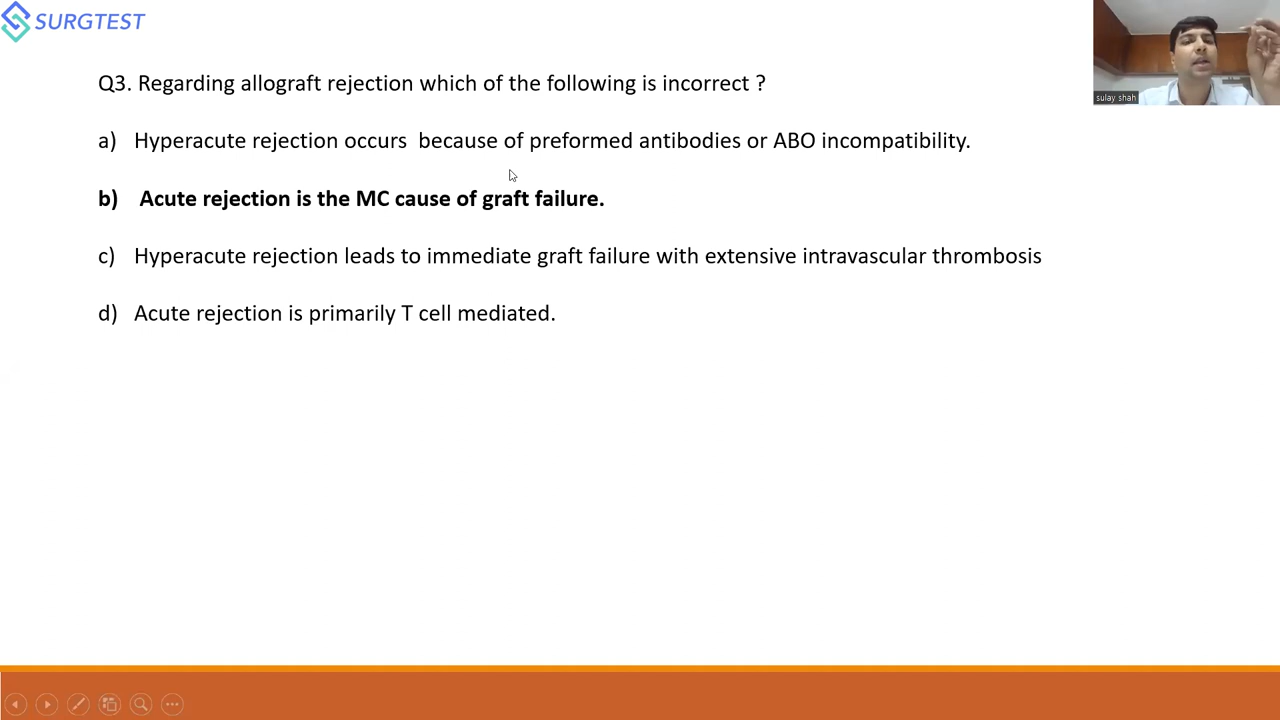 SURGTEST
sulay shah
Q3. Regarding allograft rejection which of the following is incorrect ?
a) Hyperacute rejection occurs because of preformed antibodies or ABO incompatibility.
b) Acute rejection is the MC cause of graft failure.
c) Hyperacute rejection leads to immediate graft failure with extensive intravascular thrombosis
d) Acute rejection is primarily T cell mediated.